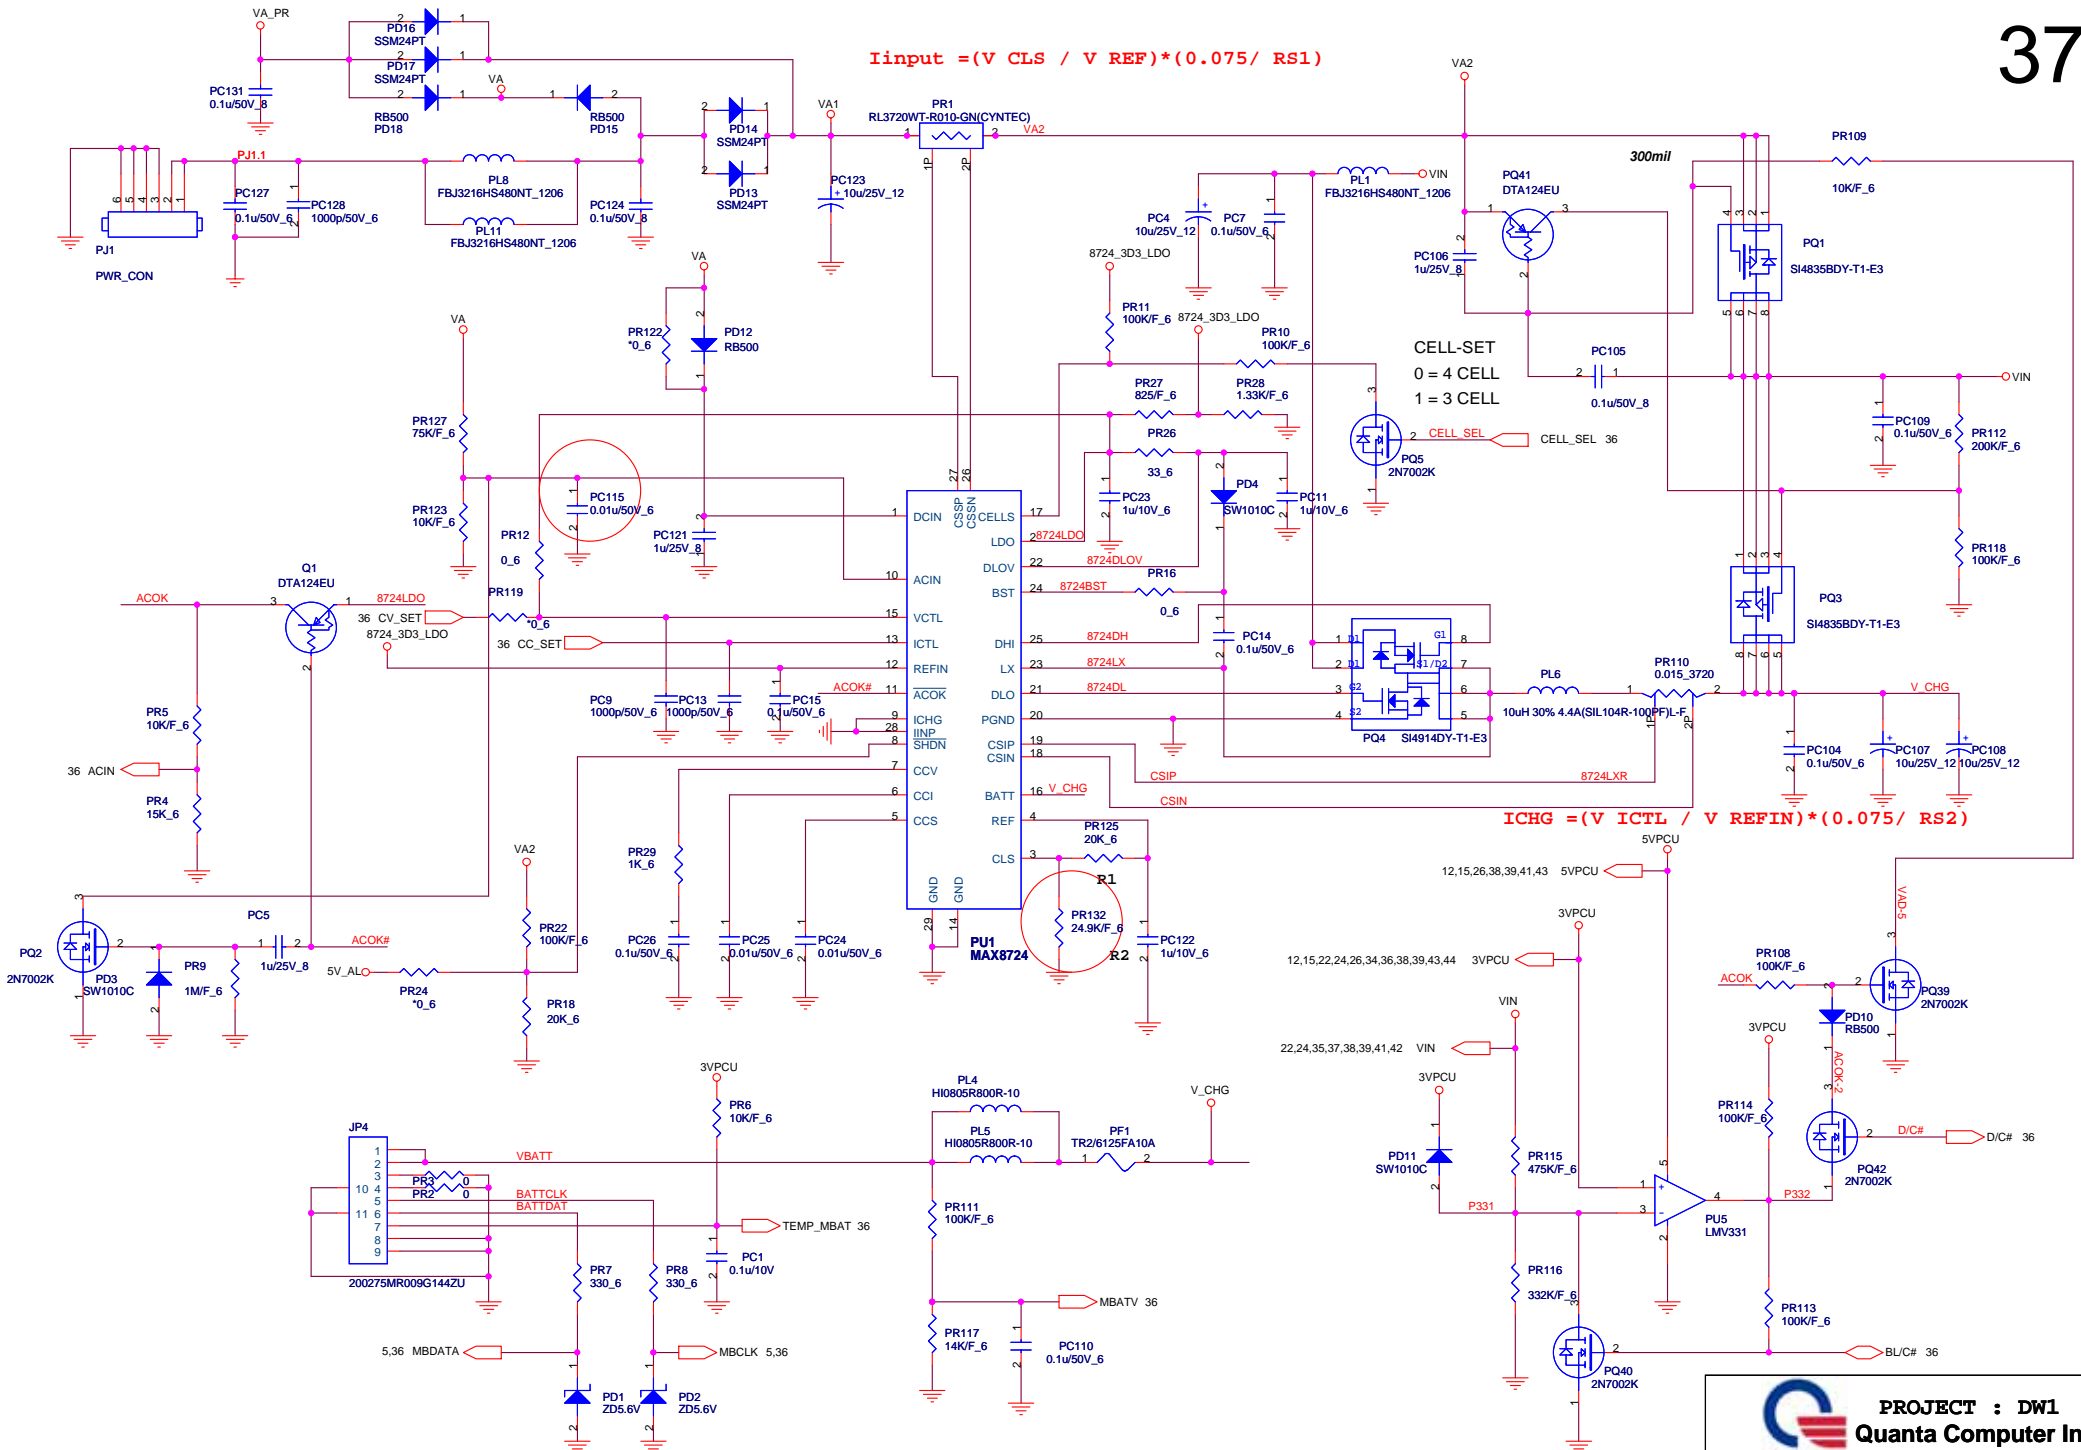 37
Iinput =(V CLS / V REF)*(0.075/ RS1)
VA_PR
PD16
SSM24PT
PD17
SSM24PT
RB500
PD18
VA
RB500
PD15
PC131
0.1u/50V_8
PD14
SSM24PT
PD13
SSM24PT
VA1
PR1
RL3720WT-R010-GN(CYNTEC)
VA2
VA2
300mil
PR109
10K/F_6
PJ1.1
PC127
0.1u/50V_6
PC128
1000p/50V_6
PL8
FBJ3216HS480NT_1206
PL11
FBJ3216HS480NT_1206
PC124
0.1u/50V_8
PC123
10u/25V_12
PJ1
PWR_CON
PL1
FBJ3216HS480NT_1206
VIN
PC4
10u/25V_12
PC7
0.1u/50V_6
PQ41
DTA124EU
PC106
1u/25V_8
PQ1
SI4835BDY-T1-E3
8724_3D3_LDO
PR11
100K/F_6
8724_3D3_LDO
PR10
100K/F_6
CELL-SET
0 = 4 CELL
1 = 3 CELL
PC105
0.1u/50V_8
VIN
VA
VA
PR122
*0_6
PD12
RB500
PR27
825/F_6
PR28
1.33K/F_6
PR26
33_6
PR127
75K/F_6
PR123
10K/F_6
PC115
0.01u/50V_6
PR12
0_6
PC121
1u/25V_8
PC23
1u/10V_6
PD4
SW1010C
PC11
1u/10V_6
PQ5
2N7002K
CELL_SEL
CELL_SEL 36
PC109
0.1u/50V_6
PR112
200K/F_6
PR118
100K/F_6
PQ3
SI4835BDY-T1-E3
Q1
DTA124EU
ACOK
8724LDO
36 CV_SET
8724_3D3_LDO
PR119
*0_6
36 CC_SET
ACOK#
PC9
1000p/50V_6
PC13
1000p/50V_6
PC15
0.1u/50V_6
DCIN
ACIN
VCTL
ICTL
REFIN
ACOK
ICHG
IINP
SHDN
CCV
CCI
CCS
CSSP
CSSN
CELLS
LDO
DLOV
BST
DHI
LX
DLO
PGND
CSIP
CSIN
BATT
REF
CLS
GND
GND
PU1
MAX8724
8724LDO
8724DLOV
8724BST
PR16
0_6
8724DH
8724LX
8724DL
PC14
0.1u/50V_6
D1
D1
G2
S2
G1
S1/D2
PQ4
SI4914DY-T1-E3
PL6
10uH 30% 4.4A(SIL104R-100PF)L-F
PR110
0.015_3720
V_CHG
PC104
0.1u/50V_6
PC107
10u/25V_12
PC108
10u/25V_12
CSIP
8724LXR
CSIN
V_CHG
ICHG =(V ICTL / V REFIN)*(0.075/ RS2)
PR5
10K/F_6
36 ACIN
PR4
15K_6
PR29
1K_6
PR125
20K_6
R1
PR132
24.9K/F_6
R2
PC122
1u/10V_6
VA2
PR22
100K/F_6
PC26
0.1u/50V_6
PC25
0.01u/50V_6
PC24
0.01u/50V_6
PQ2
2N7002K
PD3
SW1010C
PR9
1M/F_6
PC5
1u/25V_8
ACOK#
5V_AL
PR24
*0_6
PR18
20K_6
5VPCU
12,15,26,38,39,41,43 5VPCU
3VPCU
12,15,22,24,26,34,36,38,39,43,44 3VPCU
VIN
22,24,35,37,38,39,41,42 VIN
VAD-5
ACOK
PR108
100K/F_6
PQ39
2N7002K
PD10
RB500
ACOK-2
3VPCU
PR114
100K/F_6
D/C#
D/C# 36
PQ42
2N7002K
3VPCU
PD11
SW1010C
PR115
475K/F_6
P331
P332
PU5
LMV331
PR116
332K/F_6
PR113
100K/F_6
PQ40
2N7002K
BL/C# 36
3VPCU
PR6
10K/F_6
JP4
PR3 0
PR2 0
VBATT
BATTCLK
BATTDAT
TEMP_MBAT 36
PC1
0.1u/10V
200275MR009G144ZU
PR7
330_6
PR8
330_6
5,36 MBDATA
MBCLK 5,36
PD1
ZD5.6V
PD2
ZD5.6V
PL4
HI0805R800R-10
PL5
HI0805R800R-10
PF1
TR2/6125FA10A
V_CHG
PR111
100K/F_6
MBATV 36
PR117
14K/F_6
PC110
0.1u/50V_6
PROJECT : DW1
Quanta Computer In